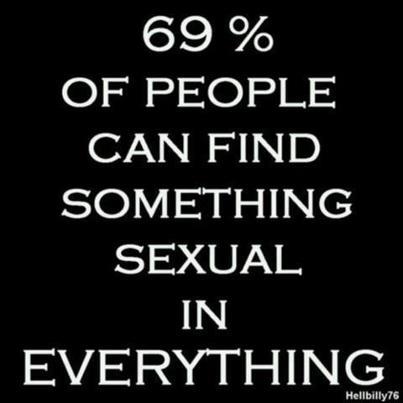 69 %
OF PEOPLE
CAN FIND
SOMETHING
SEXUAL
IN
EVERYTHING
Hellbilly76